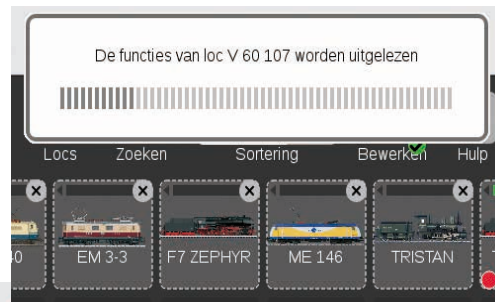 De functies van loc V 60 107 worden uitgelezen
Locs Zoeken Sortering Bewerken Hulp
40 EM 3-3 F7 ZEPHYR ME 146 TRISTAN